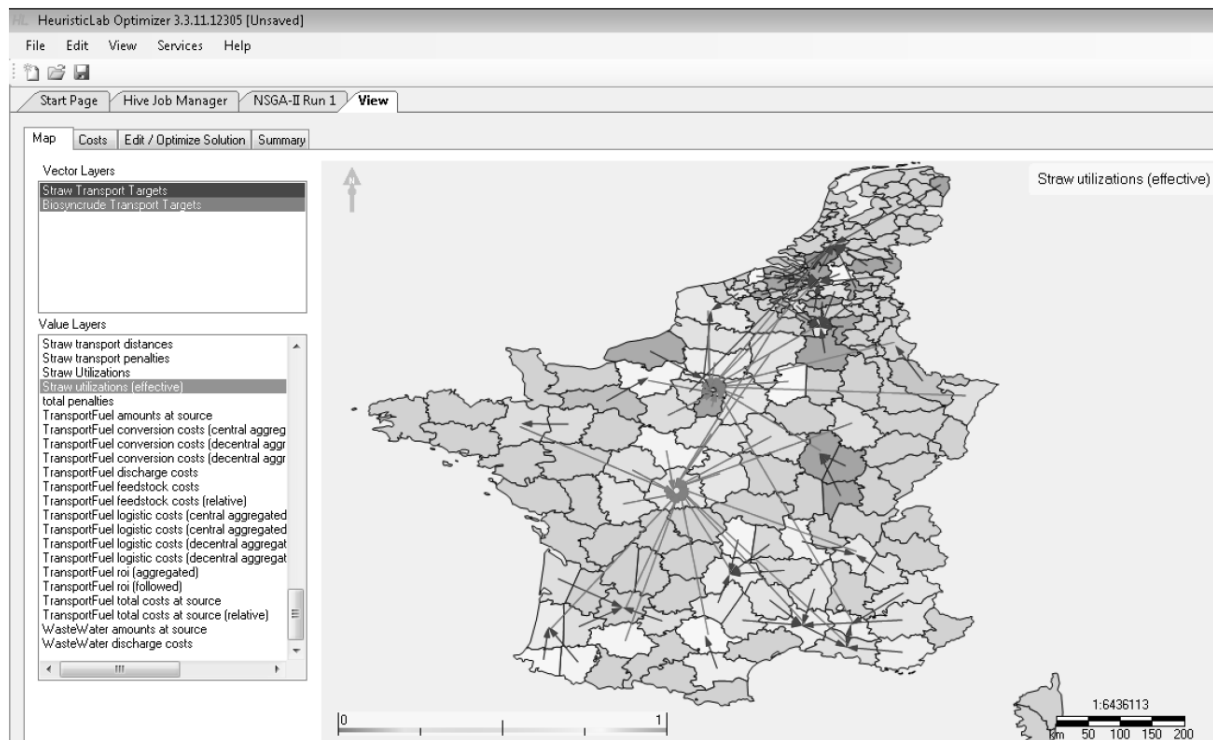 HL HeuristicLab Optimizer 3.3.11.12305 [Unsaved]
File Edit View Services Help
Start Page Hive Job Manager NSGA-II Run 1 View
Map Costs Edit / Optimize Solution Summary
Vector Layers
Straw Transport Targets
Biosyncrude Transport Targets
Value Layers
Straw transport distances
Straw transport penalties
Straw Utilizations
Straw utilizations (effective)
total penalties
TransportFuel amounts at source
TransportFuel conversion costs (central aggreg
TransportFuel conversion costs (decentral aggr
TransportFuel conversion costs (decentral aggr
TransportFuel discharge costs
TransportFuel feedstock costs
TransportFuel feedstock costs (relative)
TransportFuel logistic costs (central aggregated
TransportFuel logistic costs (central aggregated
TransportFuel logistic costs (decentral aggregat
TransportFuel logistic costs (decentral aggregat
TransportFuel roi (aggregated)
TransportFuel roi (followed)
TransportFuel total costs at source
TransportFuel total costs at source (relative)
WasteWater amounts at source
WasteWater discharge costs
N
Straw utilizations (effective)
0 1
1:6436113
km 50 100 150 200